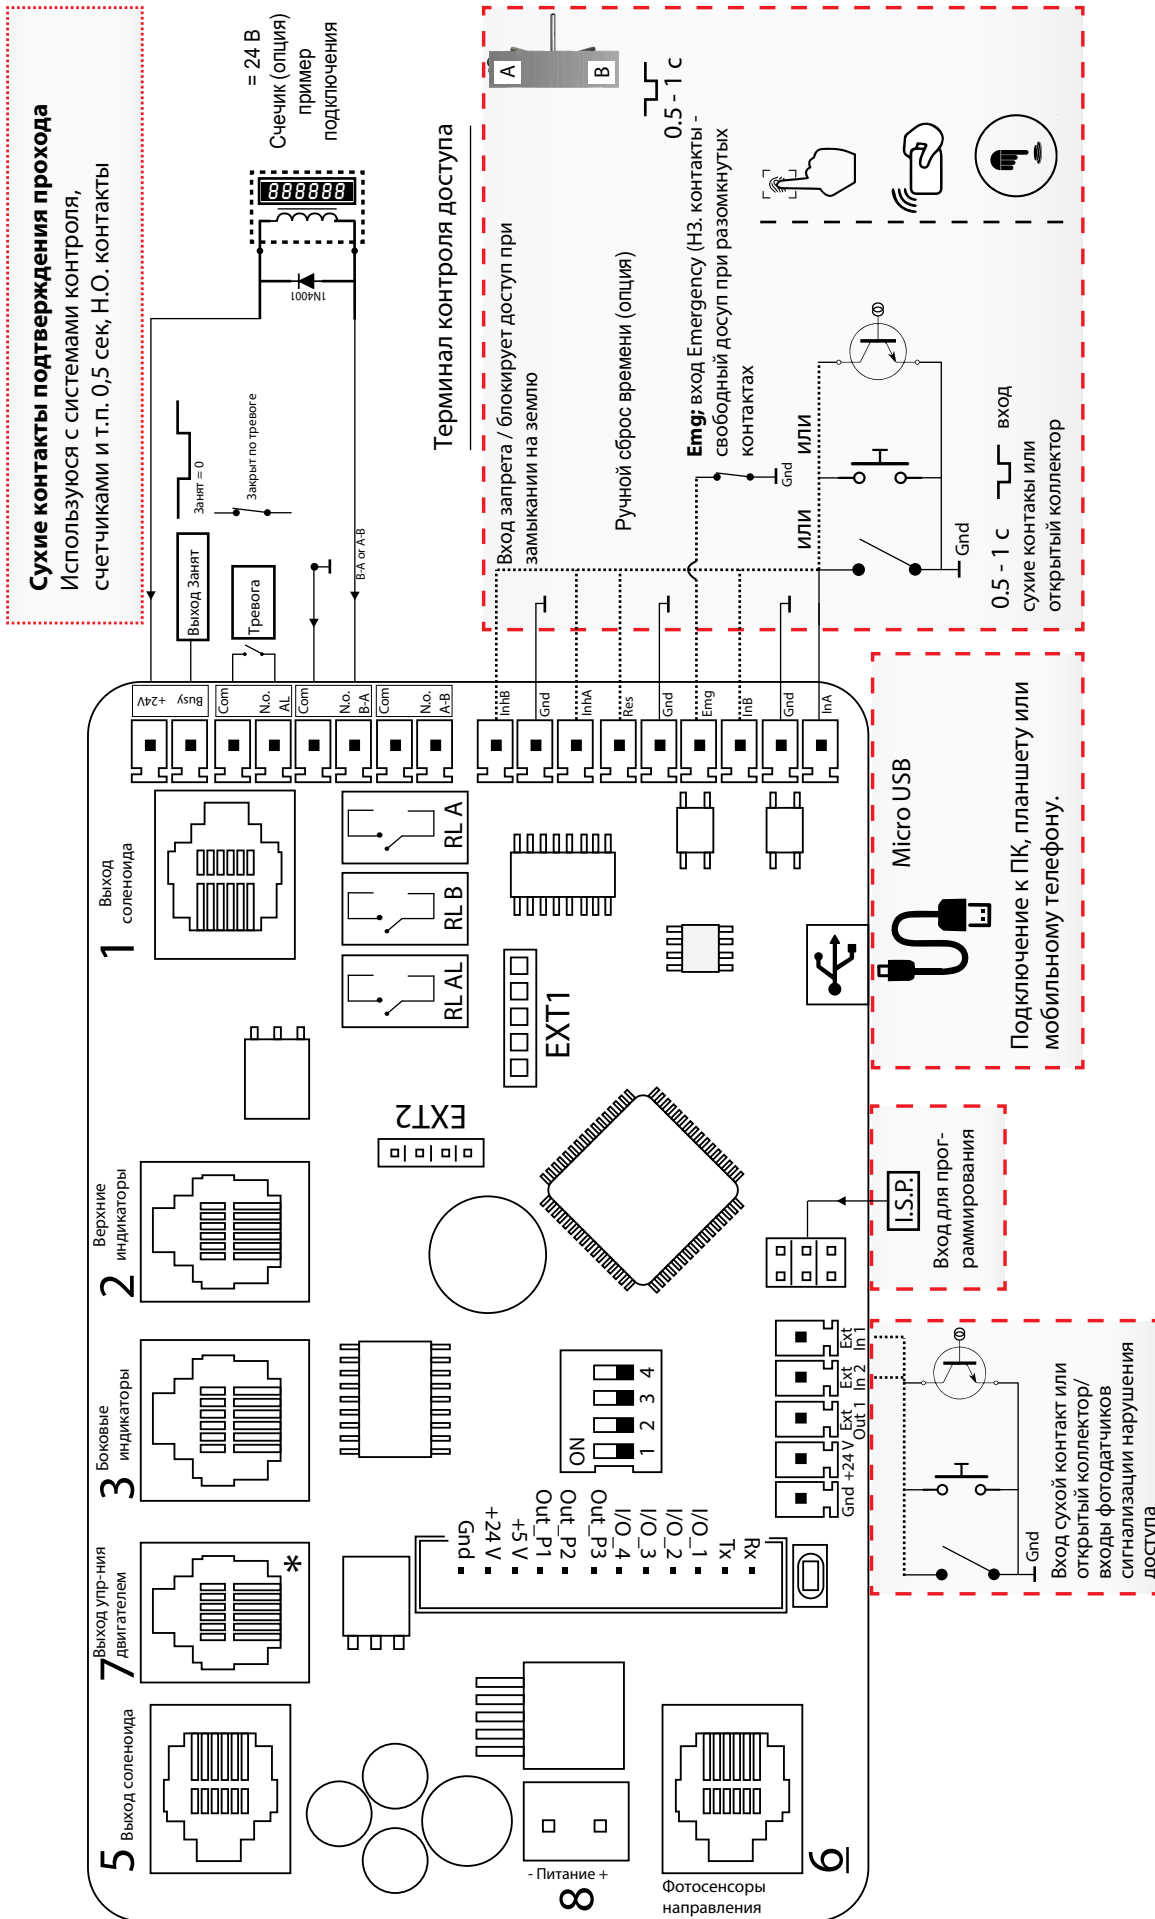 Сухие контакты подтверждения прохода
Используюся с системами контроля,
счетчиками и т.п. 0,5 сек, Н.О. контакты
= 24 В
Счечик (опция)
пример
подключения
888888
1N4001
Занят = 0
Закрыт по тревоге
Выход Занят
Тревога
B-A or A-B
+24V
Busy
Com
N.o.
AL
Com
N.o.
B-A
Com
N.o.
A-B
InhB
Gnd
InhA
Res
Gnd
Emg
InB
Gnd
InA
Терминал контроля доступа
A
B
0.5 - 1 с
Вход запрета / блокирует доступ при
замыкании на землю
Ручной сброс времени (опция)
Emg; вход Emergency (НЗ. контакты -
свободный досуп при разомкнутых
контактах
Gnd
ИЛИ
ИЛИ
Gnd
0.5 - 1 с
вход
сухие контакы или
открытый коллектор
1
Выход
соленоида
2
Верхние
индикаторы
3
Боковые
индикаторы
7
Выход упр-ния
двигателем
*
5
Выход соленоида
RL A
RL B
RL AL
EXT1
EXT2
ON
1 2 3 4
Gnd
+24 V
+5 V
Out_P1
Out_P2
Out_P3
I/O_4
I/O_3
I/O_2
I/O_1
Tx
Rx
- Питание +
8
6
Фотосенсоры
направления
Gnd
+24 V
Ext
Out 1
Ext
In 2
Ext
In 1
Micro USB
Подключение к ПК, планшету или
мобильному телефону.
I.S.P.
Вход для прог-
раммирования
Gnd
Вход сухой контакт или
открытый коллектор/
входы фотодатчиков
сигнализации нарушения
доступа